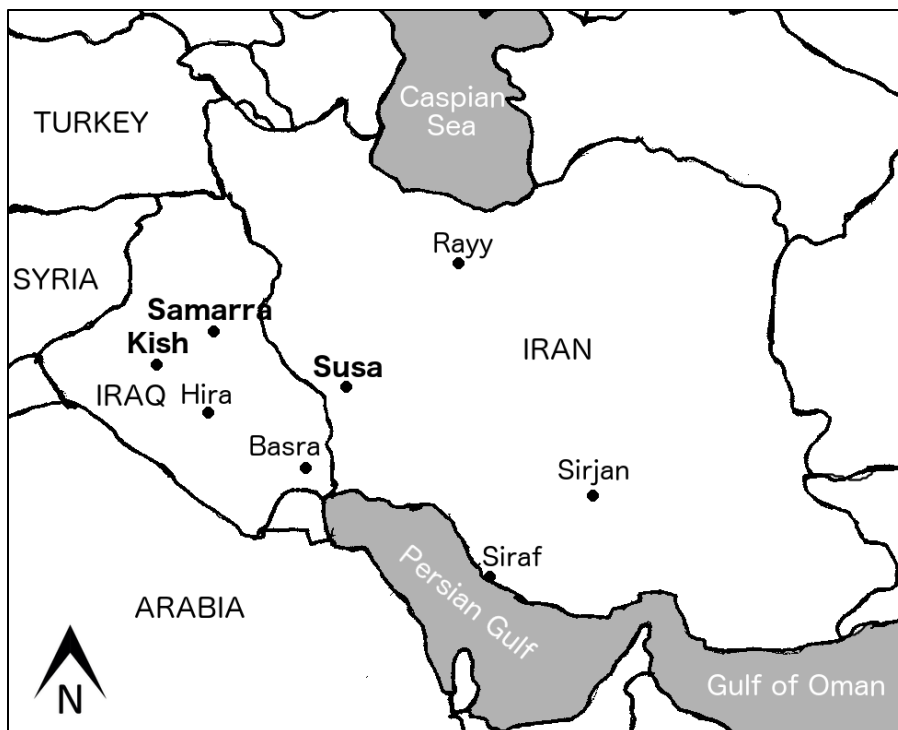 Caspian
Sea
TURKEY
Rayy
SYRIA
Samarra
Kish
IRAN
Susa
IRAQ
Hira
Basra
Sirjan
Siraf
Persian Gulf
ARABIA
Gulf of Oman
N